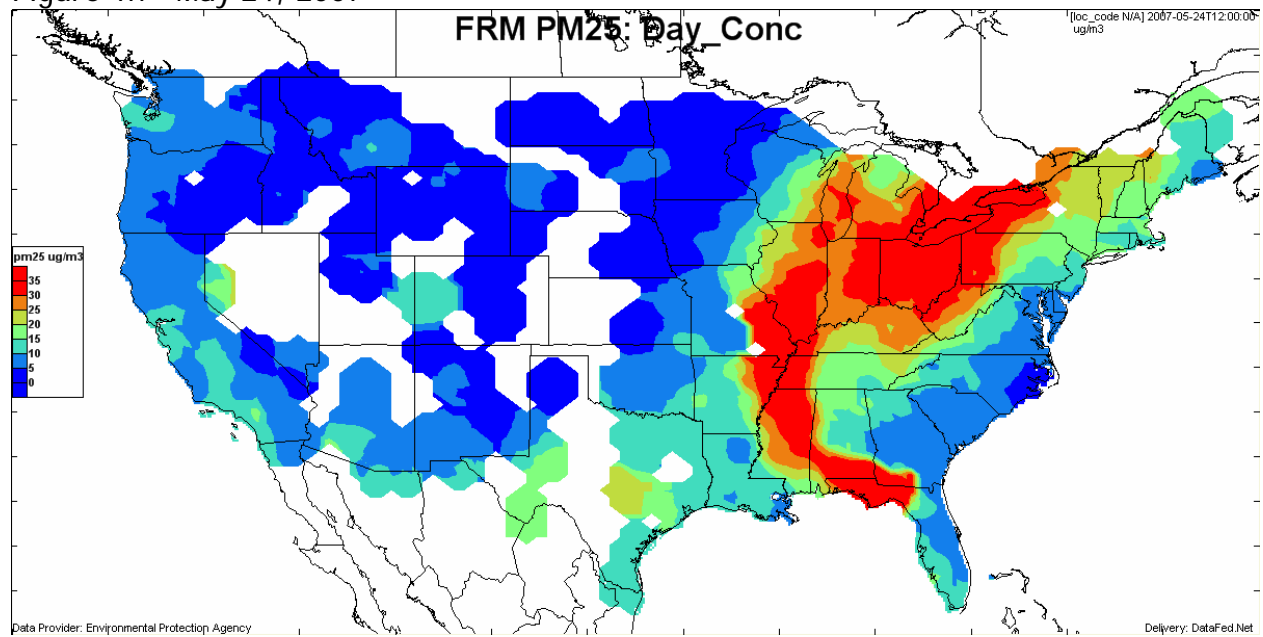 FRM PM25: Day_Conc
[loc_code N/A] 2007-05-24T12:00:00
ug/m3
pm25 ug/m3
35
30
25
20
15
10
5
0
Data Provider: Environmental Protection Agency
Delivery: DataFed.Net